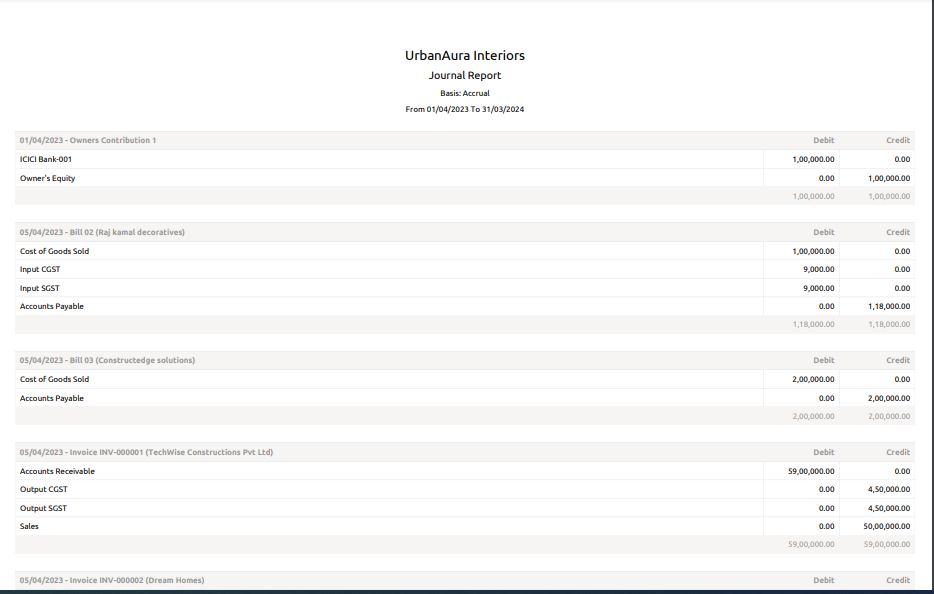 UrbanAura Interiors
Journal Report
Basis: Accrual
From 01/04/2023 To 31/03/2024
01/04/2023 - Owners Contribution 1 Debit Credit
ICICI Bank-001 1,00,000.00 0.00
Owner's Equity 0.00 1,00,000.00
1,00,000.00 1,00,000.00
05/04/2023 - Bill 02 (Raj kamal decoratives) Debit Credit
Cost of Goods Sold 1,00,000.00 0.00
Input CGST 9,000.00 0.00
Input SGST 9,000.00 0.00
Accounts Payable 0.00 1,18,000.00
1,18,000.00 1,18,000.00
05/04/2023 - Bill 03 (Constructedge solutions) Debit Credit
Cost of Goods Sold 2,00,000.00 0.00
Accounts Payable 0.00 2,00,000.00
2,00,000.00 2,00,000.00
05/04/2023 - Invoice INV-000001 (TechWise Constructions Pvt Ltd) Debit Credit
Accounts Receivable 59,00,000.00 0.00
Output CGST 0.00 4,50,000.00
Output SGST 0.00 4,50,000.00
Sales 0.00 50,00,000.00
59,00,000.00 59,00,000.00
05/04/2023 - Invoice INV-000002 (Dream Homes) Debit Credit